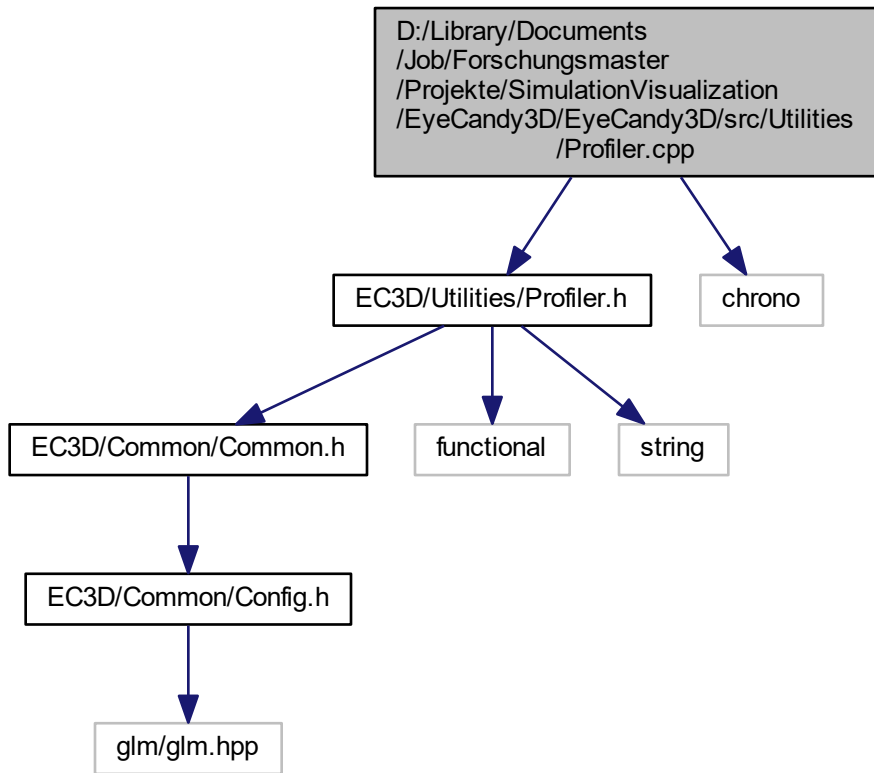 D:/Library/Documents
/Job/Forschungsmaster
/Projekte/SimulationVisualization
/EyeCandy3D/EyeCandy3D/src/Utilities
/Profiler.cpp
EC3D/Utilities/Profiler.h
chrono
EC3D/Common/Common.h
functional
string
EC3D/Common/Config.h
glm/glm.hpp